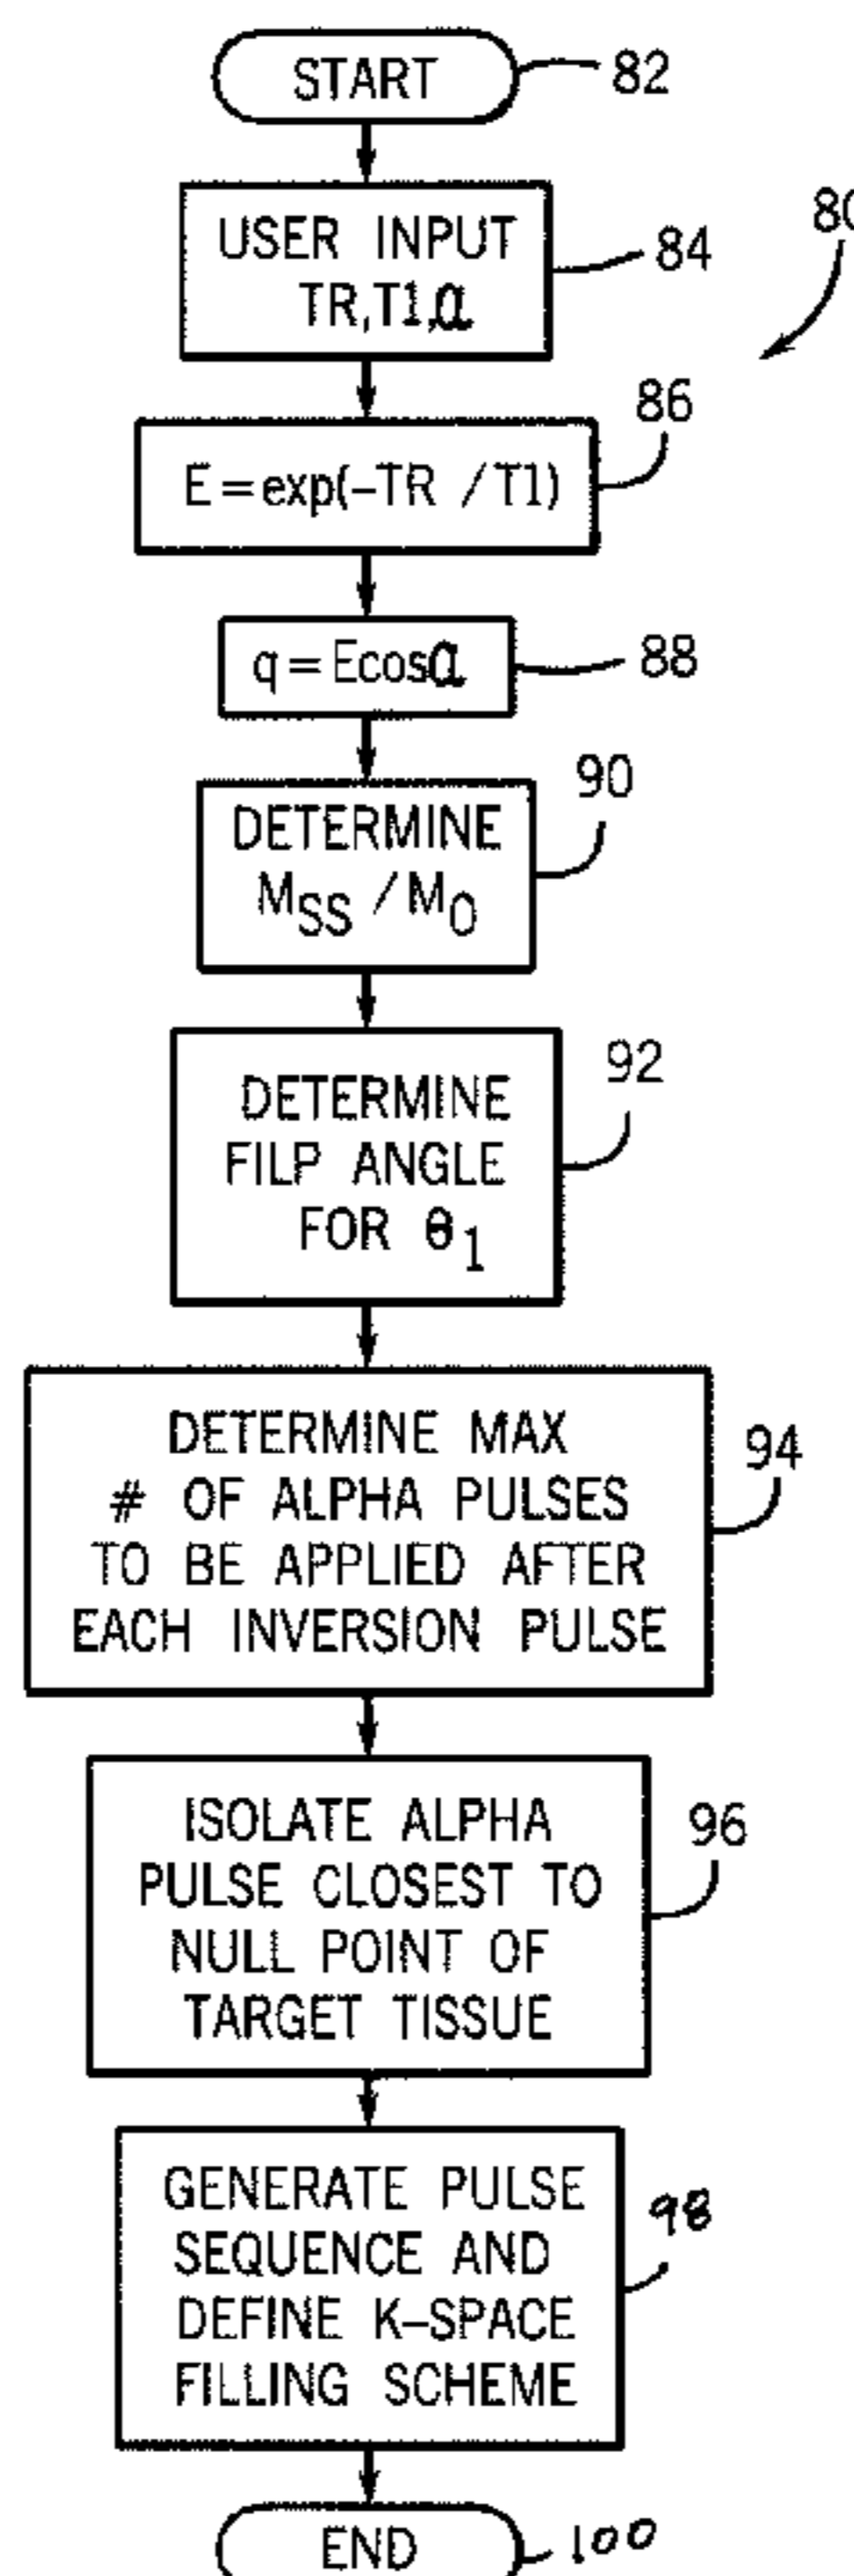 START
82
USER INPUT
TR,T1,α
84
80
E=exp(-TR /T1)
86
q=Ecosα
88
DETERMINE
MSS /MO
90
DETERMINE
FILP ANGLE
FOR θ1
92
DETERMINE MAX
# OF ALPHA PULSES
TO BE APPLIED AFTER
EACH INVERSION PULSE
94
ISOLATE ALPHA
PULSE CLOSEST TO
NULL POINT OF
TARGET TISSUE
96
GENERATE PULSE
SEQUENCE AND
DEFINE K-SPACE
FILLING SCHEME
98
END
100